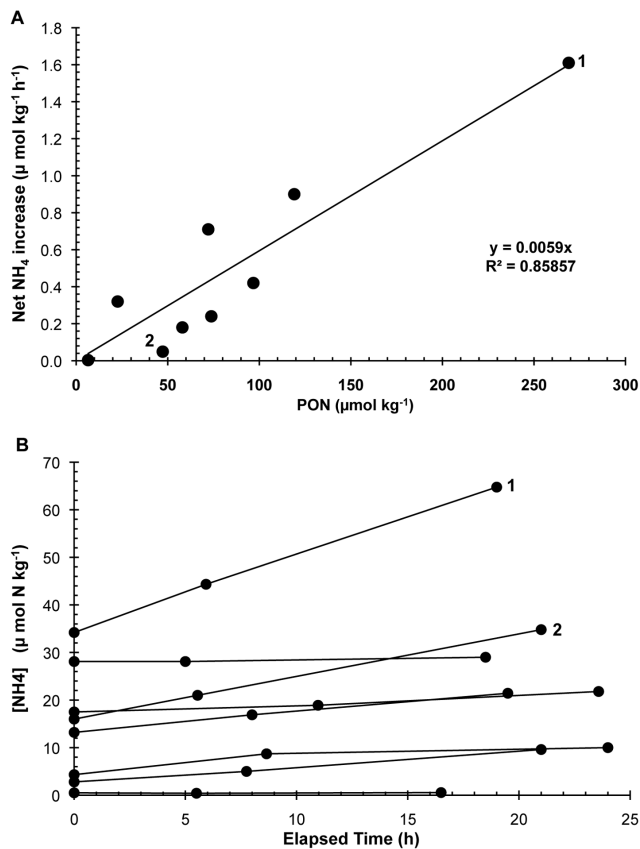 A
Net NH4 increase (µ mol kg-1 h-1)
1.8
1.6
1.4
1.2
1.0
0.8
0.6
0.4
0.2
0.0
1
2
y = 0.0059x
R² = 0.85857
0 50 100 150 200 250 300
PON (µmol kg-1)
B
[NH4] (µ mol N kg-1)
70
60
50
40
30
20
10
0
1
2
0 5 10 15 20 25
Elapsed Time (h)